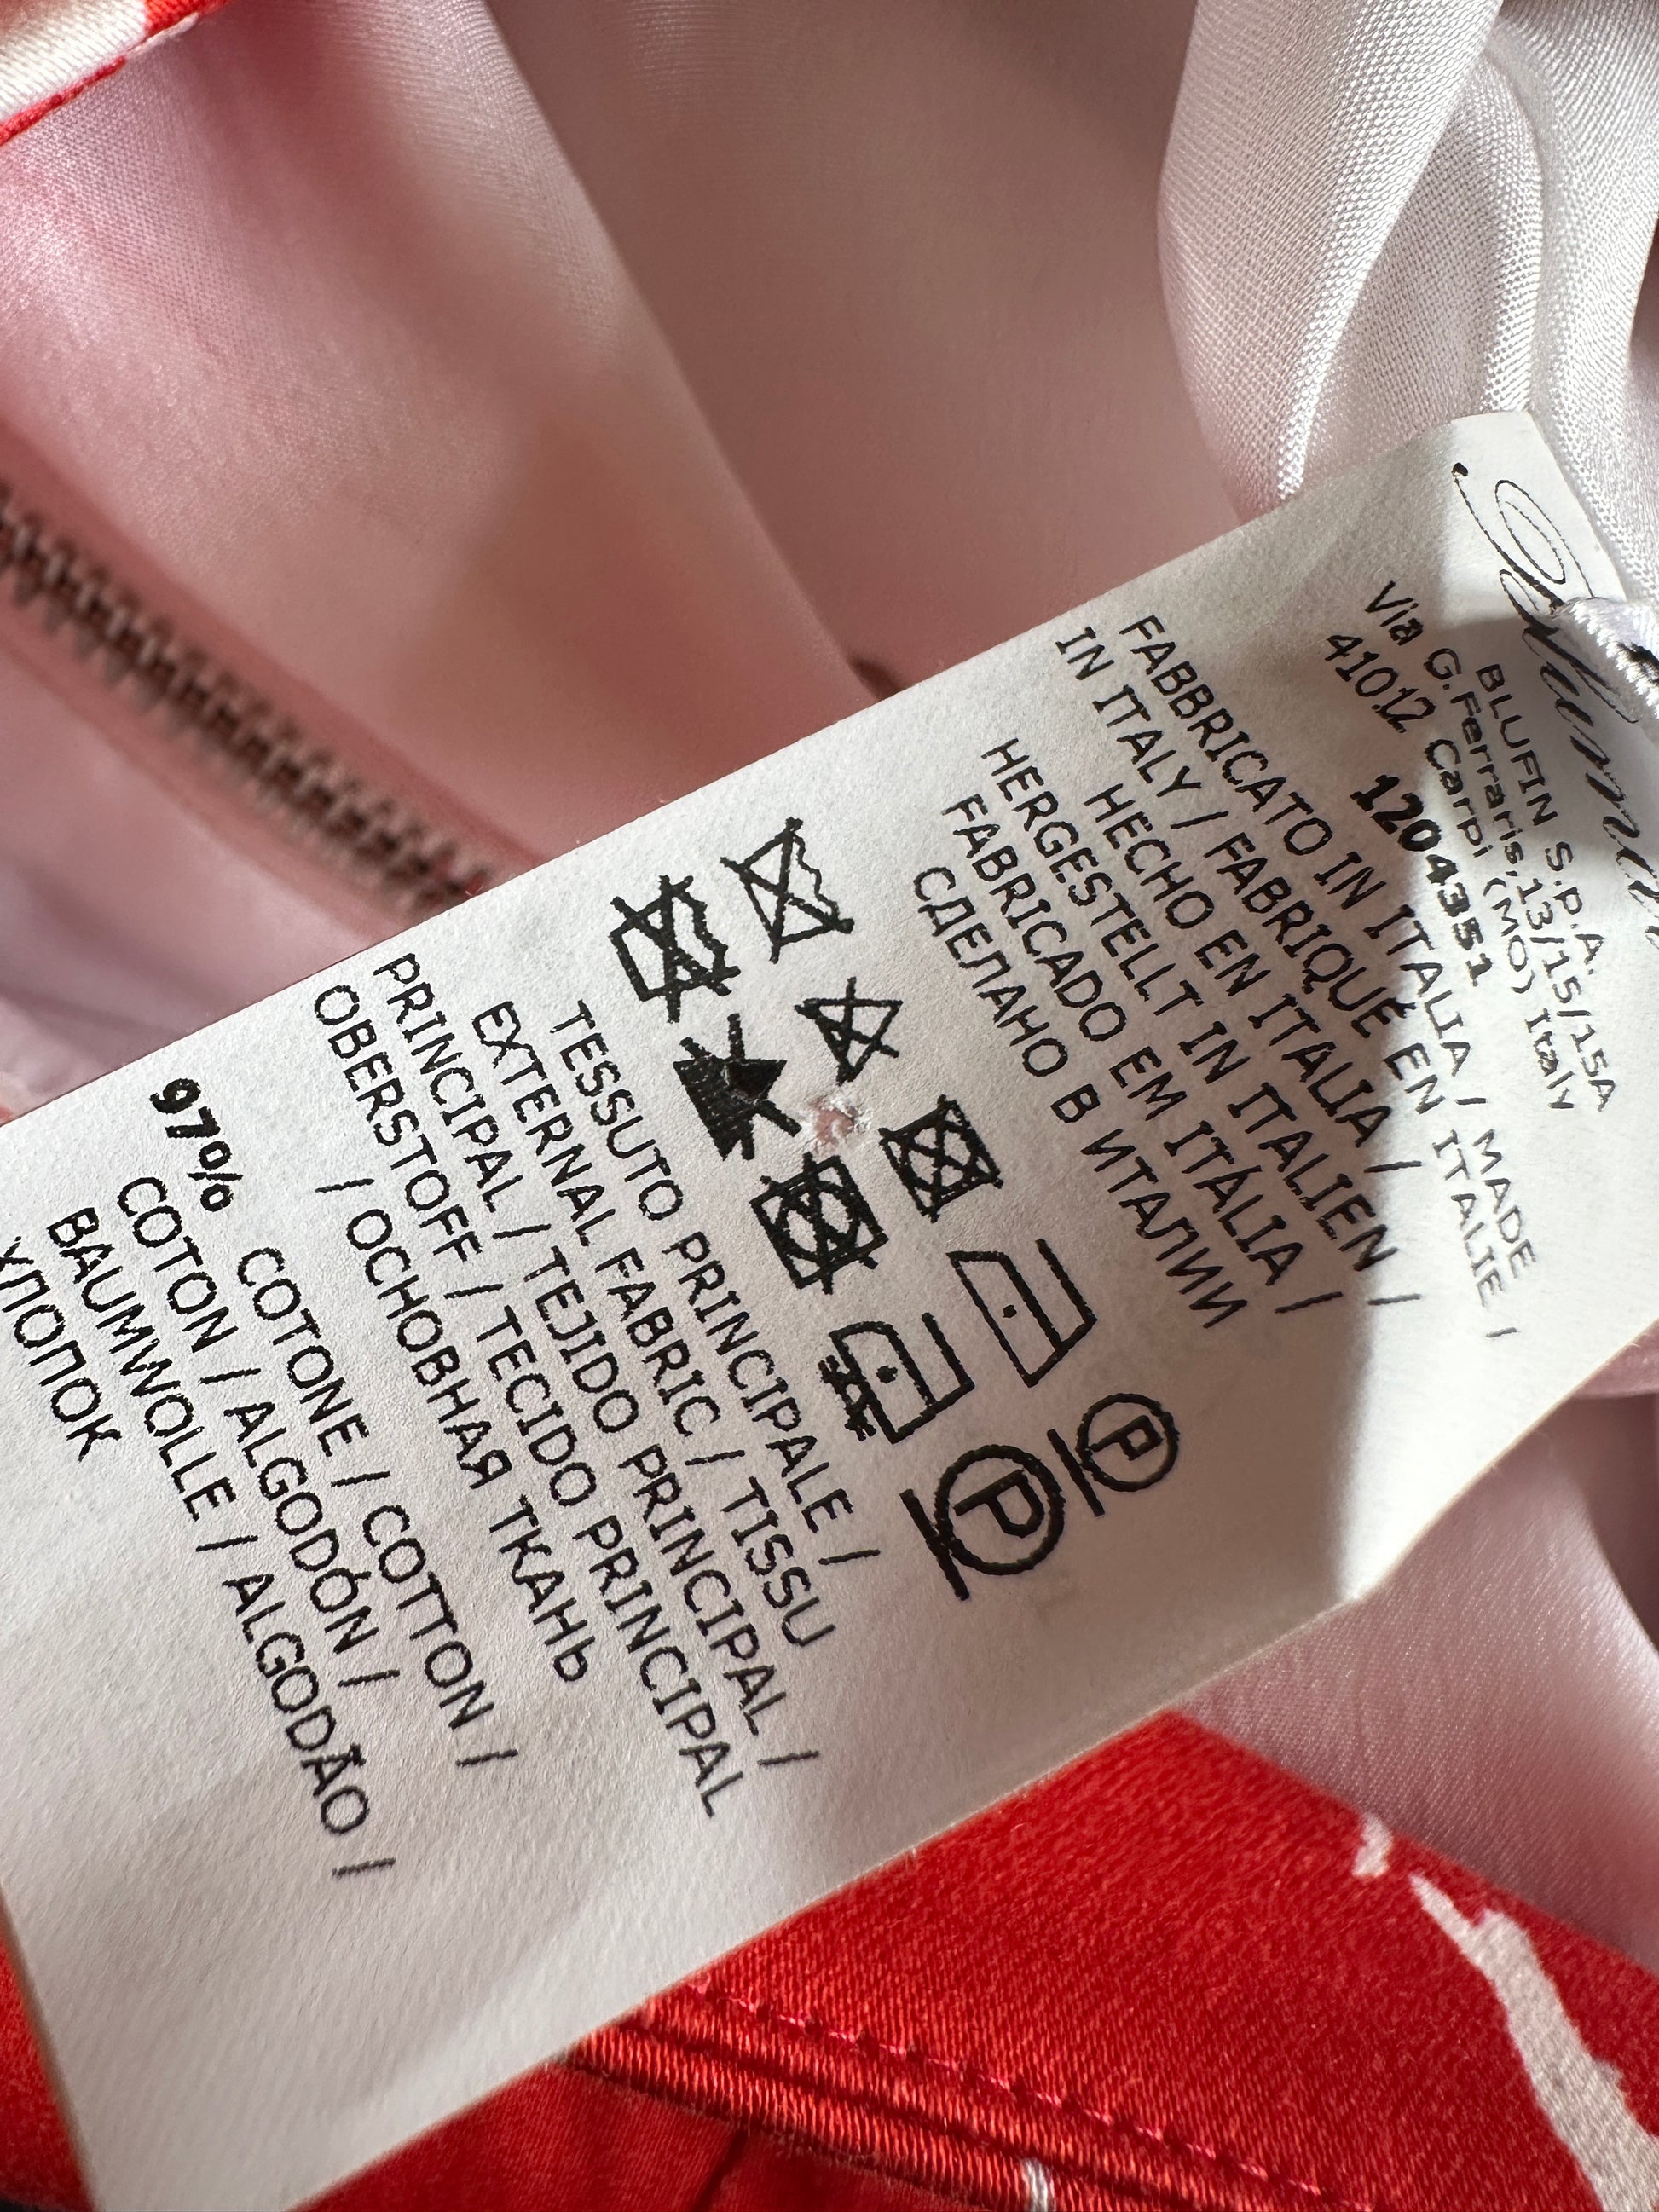 Blum
BLUFIN S.p.A.
Via G.Ferraris,13/15/15A
41012 Carpi (MO) Italy
1204351
FABBRICATO IN ITALIA / MADE
IN ITALY / FABRIQUÉ EN ITALIE /
HECHO EN ITALIA /
HERGESTELLT IN ITALIEN /
FABRICADO EM ITÁLIA /
СДЕЛАНО В ИТАЛИИ
P
P
TESSUTO PRINCIPALE /
EXTERNAL FABRIC / TISSU
PRINCIPAL / TEJIDO PRINCIPAL /
OBERSTOFF / TECIDO PRINCIPAL
/ ОСНОВНАЯ ТКАНЬ
97% COTONE / COTTON /
COTON / ALGODÓN /
BAUMWOLLE / ALGODÃO /
ХЛОПОК